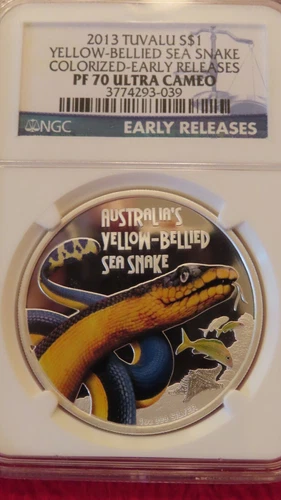 2013 TUVALU S$1
YELLOW-BELLIED SEA SNAKE
COLORIZED-EARLY RELEASES
PF 70 ULTRA CAMEO
3774293-039
NGC
EARLY RELEASES
AUSTRALIA'S
YELLOW-BELLIED
SEA SNAKE